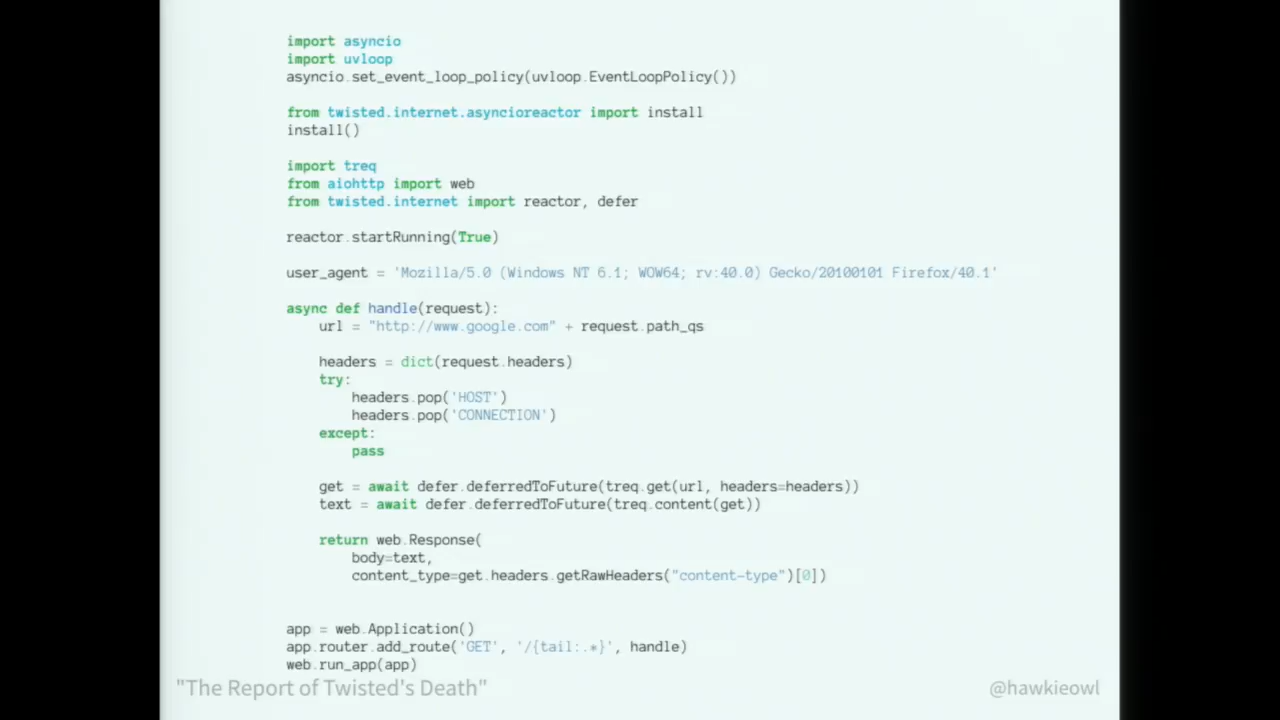 import asyncio
import uvloop
asyncio.set_event_loop_policy(uvloop.EventLoopPolicy())
from twisted.internet.asyncioreactor import install
install()
import treq
from aiohttp import web
from twisted.internet import reactor, defer
reactor.startRunning(True)
user_agent = 'Mozilla/5.0 (Windows NT 6.1; WOW64; rv:40.0) Gecko/20100101 Firefox/40.1'
async def handle(request):
    url = "http://www.google.com" + request.path_qs
    headers = dict(request.headers)
    try:
        headers.pop('HOST')
        headers.pop('CONNECTION')
    except:
        pass
    get = await defer.deferredToFuture(treq.get(url, headers=headers))
    text = await defer.deferredToFuture(treq.content(get))
    return web.Response(
        body=text,
        content_type=get.headers.getRawHeaders("content-type")[0])
app = web.Application()
app.router.add_route('GET', '/{tail:.*}', handle)
web.run_app(app)
"The Report of Twisted's Death"
@hawkieowl